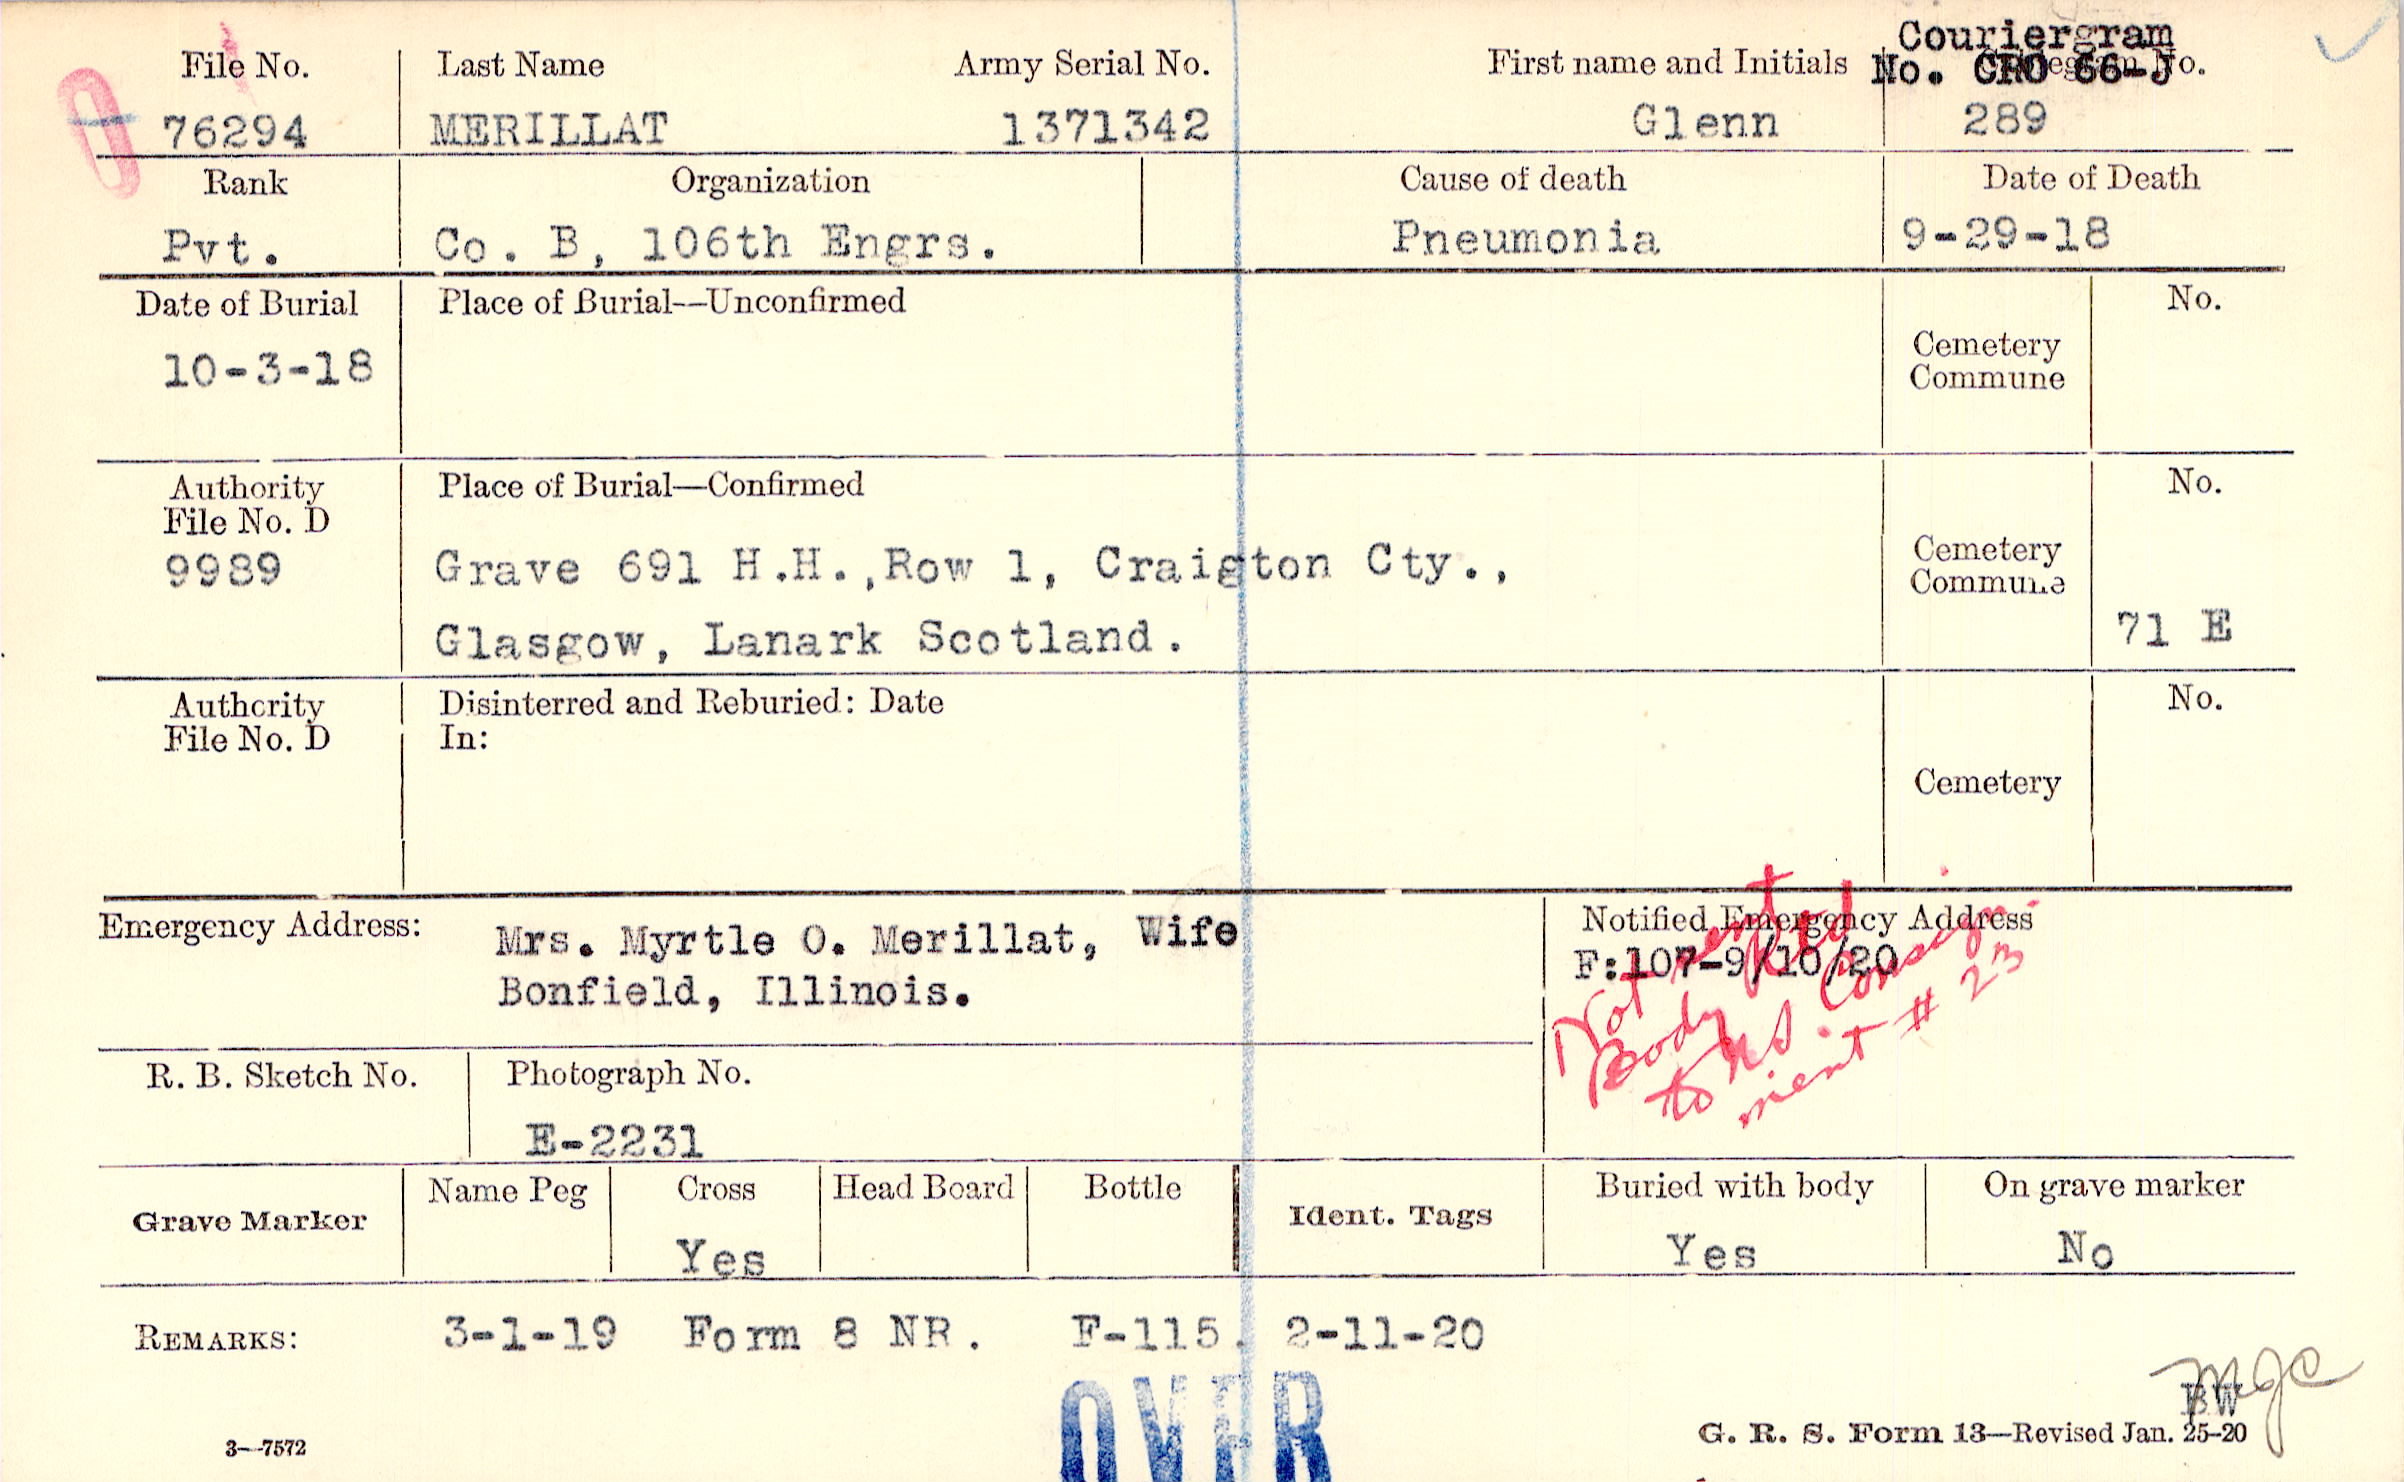 Couriergram
File No. Last Name Army Serial No. First name and Initials No. CRO 66-J
76294 MERILLAT 1371342 Glenn 289
Rank Organization Cause of death Date of Death
Pvt. Co. B, 106th Engrs. Pneumonia 9-29-18
Date of Burial Place of Burial—Unconfirmed No.
10-3-18
Cemetery
Commune
Authority Place of Burial—Confirmed No.
File No. D
9989 Grave 691 H.H.,Row 1, Craigton Cty.,
Cemetery
Commune
Glasgow, Lanark Scotland. 71 E
Authority Disinterred and Reburied: Date No.
File No. D In:
Cemetery
Emergency Address: Mrs. Myrtle O. Merillat, Wife
Bonfield, Illinois.
Notified Emergency Address
F:107-9/10/20
Not sent
Body
to U.S. Consign-
ment # 23
R. B. Sketch No. Photograph No.
E-2231
Grave Marker Name Peg Cross Head Board Bottle Ident. Tags Buried with body On grave marker
Yes Yes No
REMARKS: 3-1-19 Form 8 NR. F-115. 2-11-20
OVER
MJC
BW
3—7572 G. R. S. Form 13—Revised Jan. 25-20